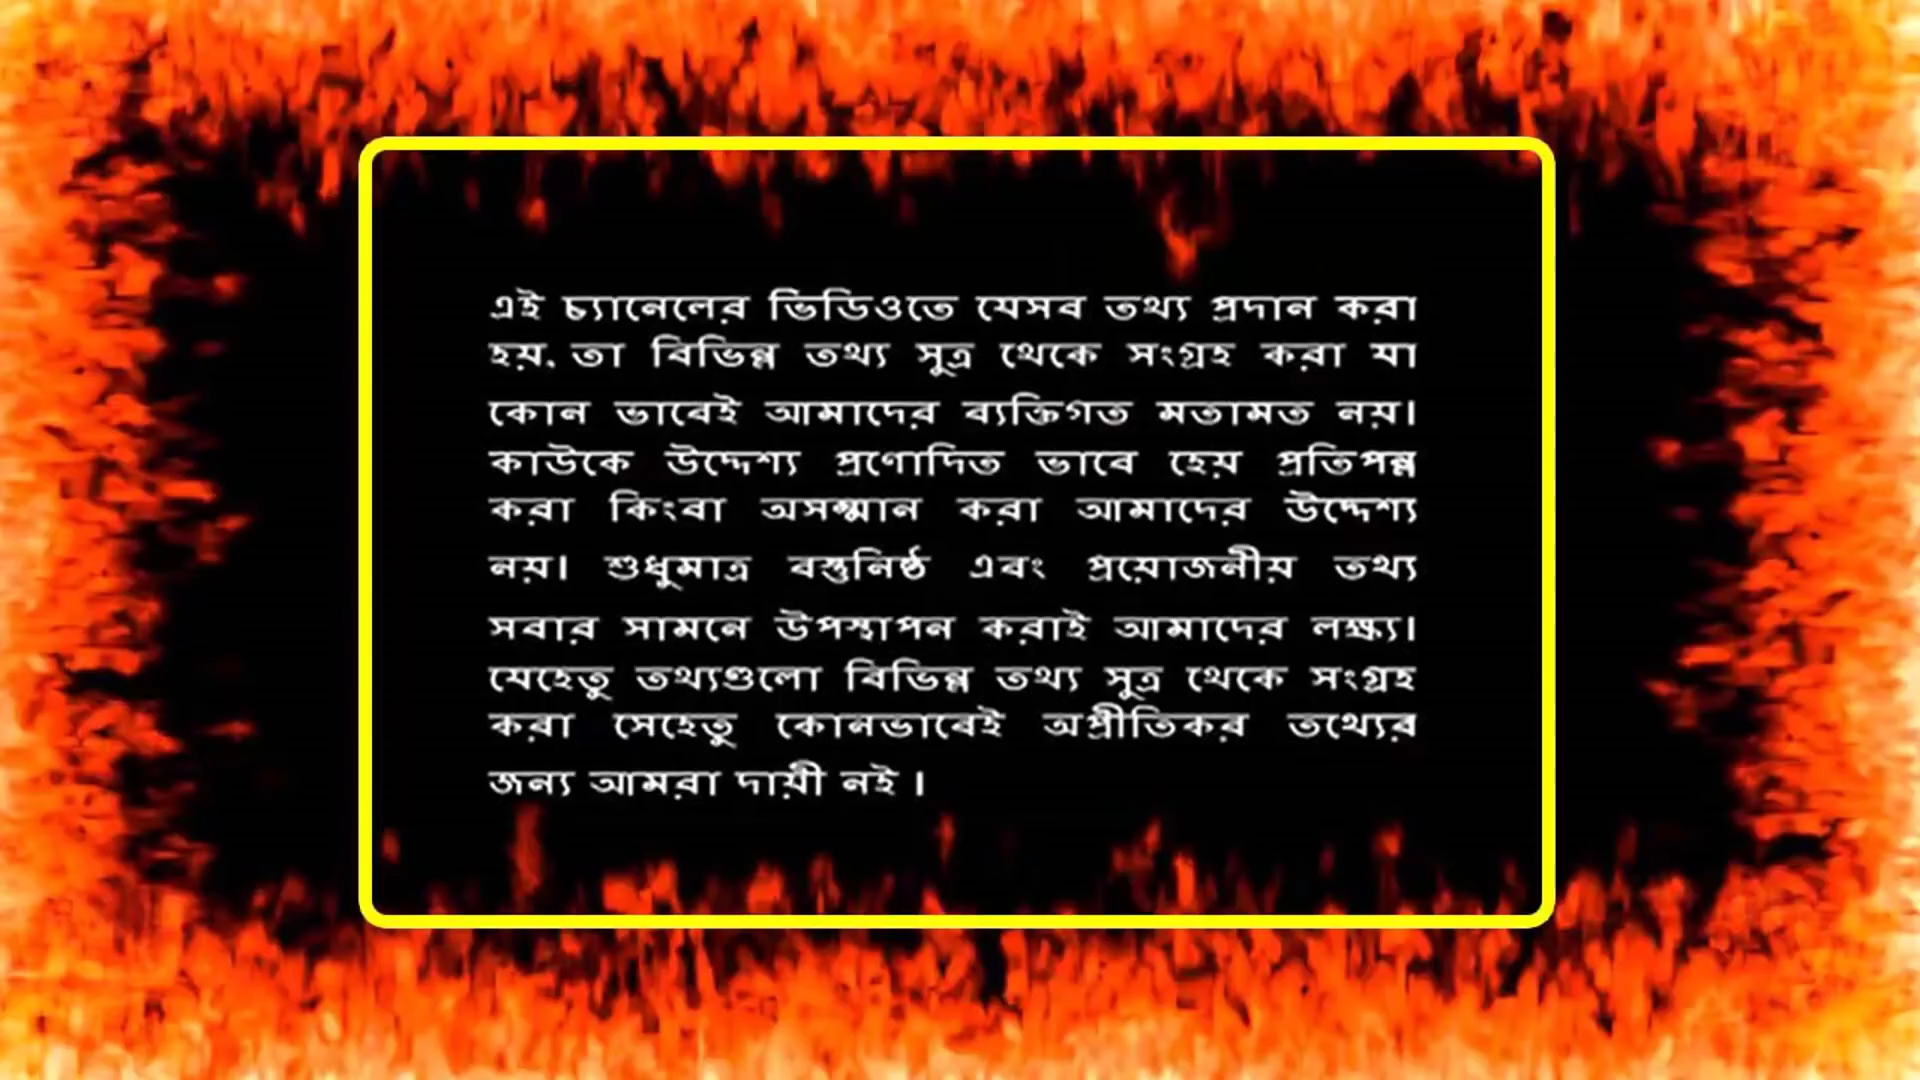 এই চ্যানেলের ভিডিওতে যেসব তথ্য প্রদান করা
হয়. তা বিভিন্ন তথ্য সুত্র থেকে সংগ্রহ করা যা
কোন ভাবেই আমাদের ব্যক্তিগত মতামত নয়।
কাউকে উদ্দেশ্য প্রণোদিত ভাবে হেয় প্রতিপন্ন
করা কিংবা অসম্মান করা আমাদের উদ্দেশ্য
নয়। শুধুমাত্র বস্তুনিষ্ঠ এবং প্রয়োজনীয় তথ্য
সবার সামনে উপস্থাপন করাই আমাদের লক্ষ্য।
যেহেতু তথ্যগুলো বিভিন্ন তথ্য সুত্র থেকে সংগ্রহ
করা সেহেতু কোনভাবেই অপ্রীতিকর তথ্যের
জন্য আমরা দায়ী নই ।